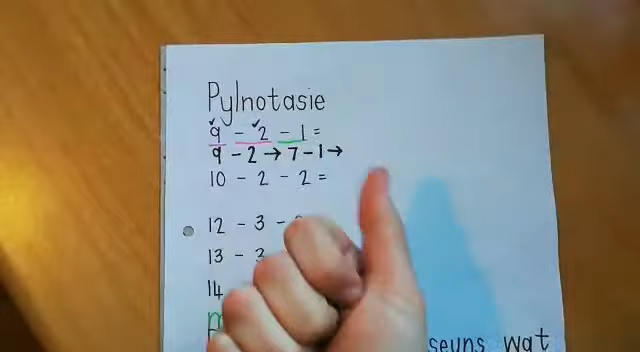 Pylnotasie
9 - 2 - 1 =
9 - 2 → 7 - 1 →
10 - 2 - 2 =
12 - 3 -
13 - 3
14
seuns wat